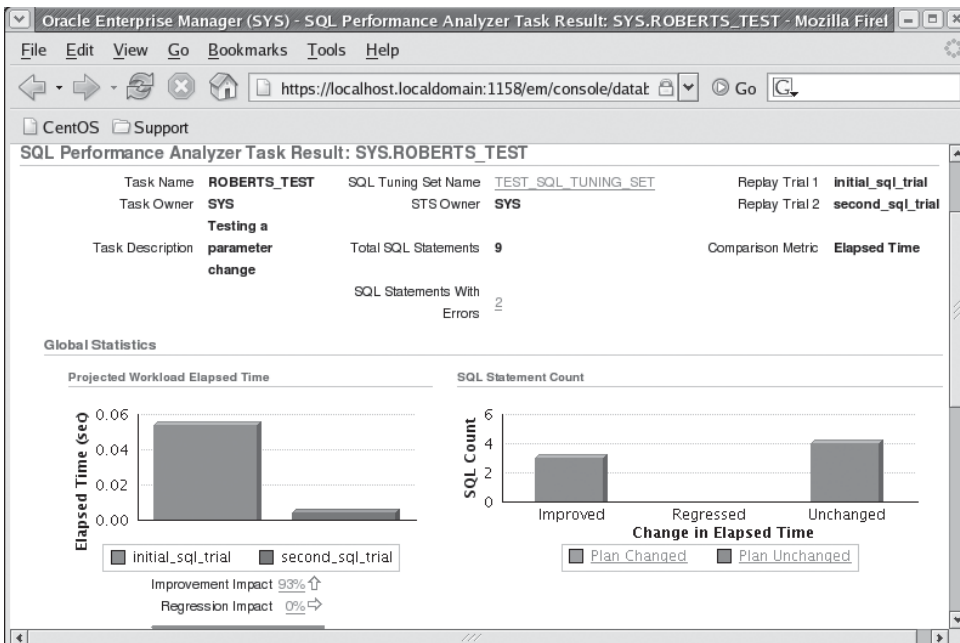 Oracle Enterprise Manager (SYS) - SQL Performance Analyzer Task Result: SYS.ROBERTS_TEST - Mozilla Firef
File Edit View Go Bookmarks Tools Help
https://localhost.localdomain:1158/em/console/datat Go G
CentOS Support
SQL Performance Analyzer Task Result: SYS.ROBERTS_TEST
Task Name ROBERTS_TEST SQL Tuning Set Name TEST_SQL_TUNING_SET Replay Trial 1 initial_sql_trial
Task Owner SYS STS Owner SYS Replay Trial 2 second_sql_trial
Task Description Testing a parameter change Total SQL Statements 9 Comparison Metric Elapsed Time
SQL Statements With Errors 2
Global Statistics
Projected Workload Elapsed Time SQL Statement Count
Elapsed Time (sec)
0.06
0.04
0.02
0.00
initial_sql_trial second_sql_trial
Improvement Impact 93%
Regression Impact 0%
SQL Count
6
4
2
0
Improved Regressed Unchanged
Change in Elapsed Time
Plan Changed Plan Unchanged